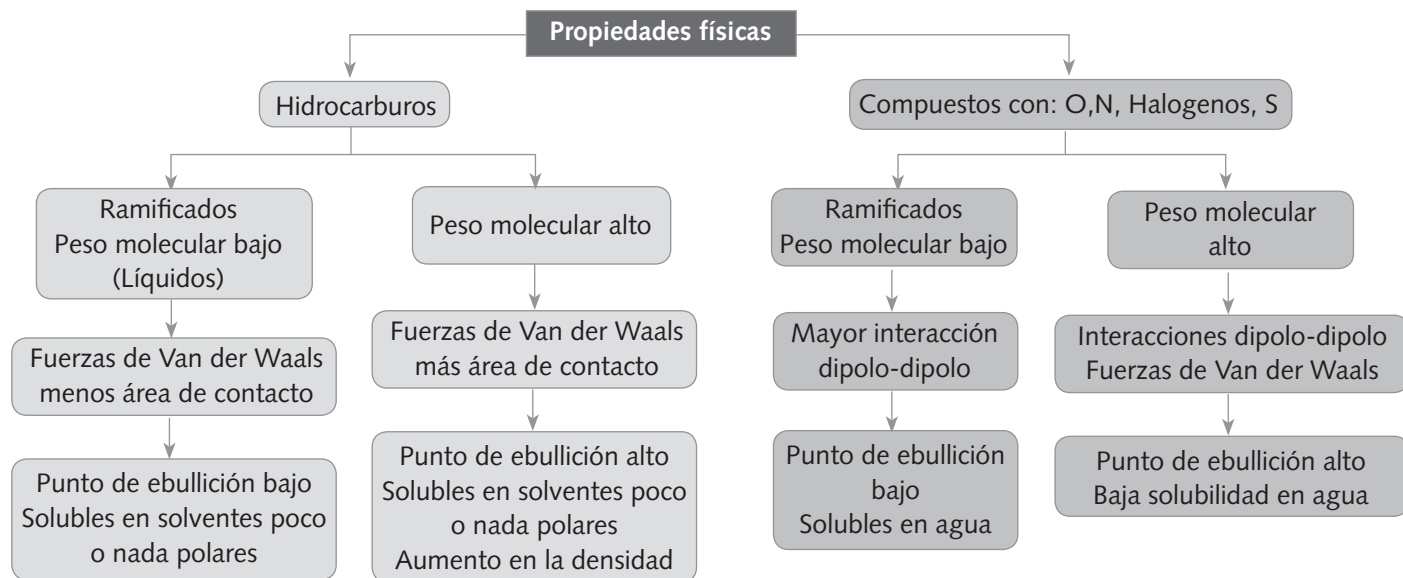 Propiedades físicas
Hidrocarburos
Compuestos con: O,N, Halogenos, S
Ramificados
Peso molecular bajo
(Líquidos)
Peso molecular alto
Ramificados
Peso molecular bajo
Peso molecular
alto
Fuerzas de Van der Waals
menos área de contacto
Fuerzas de Van der Waals
más área de contacto
Mayor interacción
dipolo-dipolo
Interacciones dipolo-dipolo
Fuerzas de Van der Waals
Punto de ebullición bajo
Solubles en solventes poco
o nada polares
Punto de ebullición alto
Solubles en solventes poco
o nada polares
Aumento en la densidad
Punto de ebullición
bajo
Solubles en agua
Punto de ebullición alto
Baja solubilidad en agua